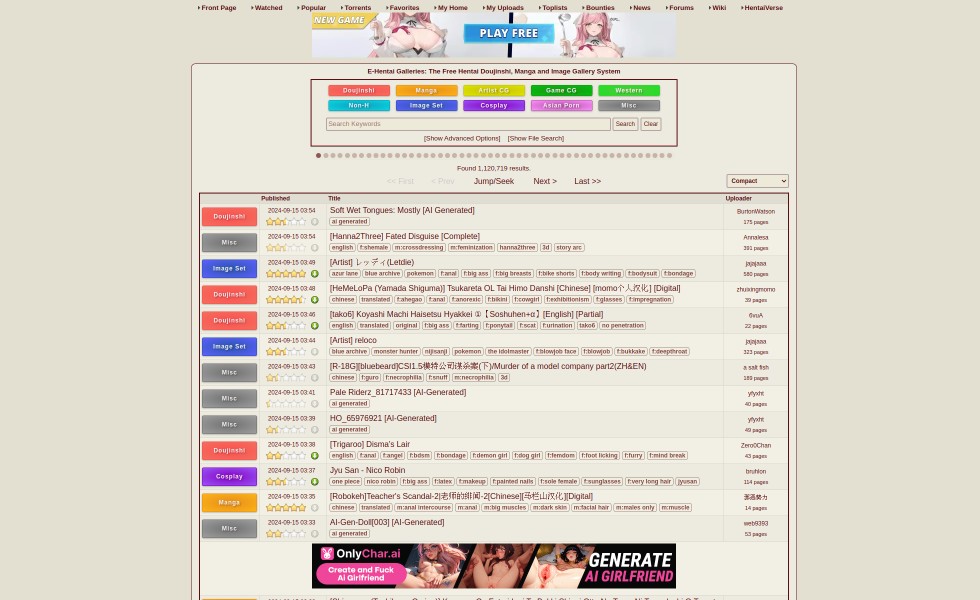 Front Page Watched Popular Torrents Favorites My Home My Uploads Toplists Bounties News Forums Wiki HentaiVerse
NEW GAME
PLAY FREE
E-Hentai Galleries: The Free Hentai Doujinshi, Manga and Image Gallery System
Doujinshi Manga Artist CG Game CG Western
Non-H Image Set Cosplay Asian Porn Misc
Search Keywords Search Clear
[Show Advanced Options] [Show File Search]
Found 1,120,719 results.
<< First < Prev Jump/Seek Next > Last >> Compact
Published Title Uploader
Doujinshi 2024-09-15 03:54 Soft Wet Tongues: Mostly [AI Generated] BurtonWatson
ai generated 175 pages
Misc 2024-09-15 03:54 [Hanna2Three] Fated Disguise [Complete] Annalesa
english f:shemale m:crossdressing m:feminization hanna2three 3d story arc 391 pages
Image Set 2024-09-15 03:49 [Artist] レッディ(Letdie) jajajaaa
azur lane blue archive pokemon f:anal f:big ass f:big breasts f:bike shorts f:body writing f:bodysuit f:bondage 580 pages
Doujinshi 2024-09-15 03:48 [HeMeLoPa (Yamada Shiguma)] Tsukareta OL Tai Himo Danshi [Chinese] [momo个人汉化] [Digital] zhuixingmomo
chinese translated f:ahegao f:anal f:anorexic f:bikini f:cowgirl f:exhibitionism f:glasses f:impregnation 39 pages
Doujinshi 2024-09-15 03:46 [tako6] Koyashi Machi Haisetsu Hyakkei ①【Soshuhen+α】 [English] [Partial] 6vuA
english translated original f:big ass f:farting f:ponytail f:scat f:urination tako6 no penetration 22 pages
Image Set 2024-09-15 03:44 [Artist] reloco jajajaaa
blue archive monster hunter nijisanji pokemon the idolmaster f:blowjob face f:blowjob f:bukkake f:deepthroat 323 pages
Misc 2024-09-15 03:43 [R-18G][bluebeard]CSI1.5模特公司谋杀案(下)/Murder of a model company part2(ZH&EN) a salt fish
chinese f:guro f:necrophilia f:snuff m:necrophilia 3d 189 pages
Misc 2024-09-15 03:41 Pale Riderz_81717433 [AI-Generated] yfyxht
ai generated 40 pages
Misc 2024-09-15 03:39 HO_65976921 [AI-Generated] yfyxht
ai generated 49 pages
Doujinshi 2024-09-15 03:38 [Trigaroo] Disma's Lair Zero0Chan
english f:anal f:angel f:bdsm f:bondage f:demon girl f:dog girl f:femdom f:foot licking f:furry f:mind break 43 pages
Cosplay 2024-09-15 03:37 Jyu San - Nico Robin bruhlon
one piece nico robin f:big ass f:latex f:makeup f:painted nails f:sole female f:sunglasses f:very long hair jyusan 114 pages
Manga 2024-09-15 03:35 [Robokeh]Teacher's Scandal-2|老师的绯闻-2[Chinese][马栏山汉化][Digital]
chinese translated m:anal intercourse m:anal m:big muscles m:dark skin m:facial hair m:males only m:muscle 14 pages
Misc 2024-09-15 03:33 AI-Gen-Doll[003] [AI-Generated] web9393
ai generated 53 pages
OnlyChar.ai
Create and Fuck
Ai Girlfriend
GENERATE
AI GIRLFRIEND